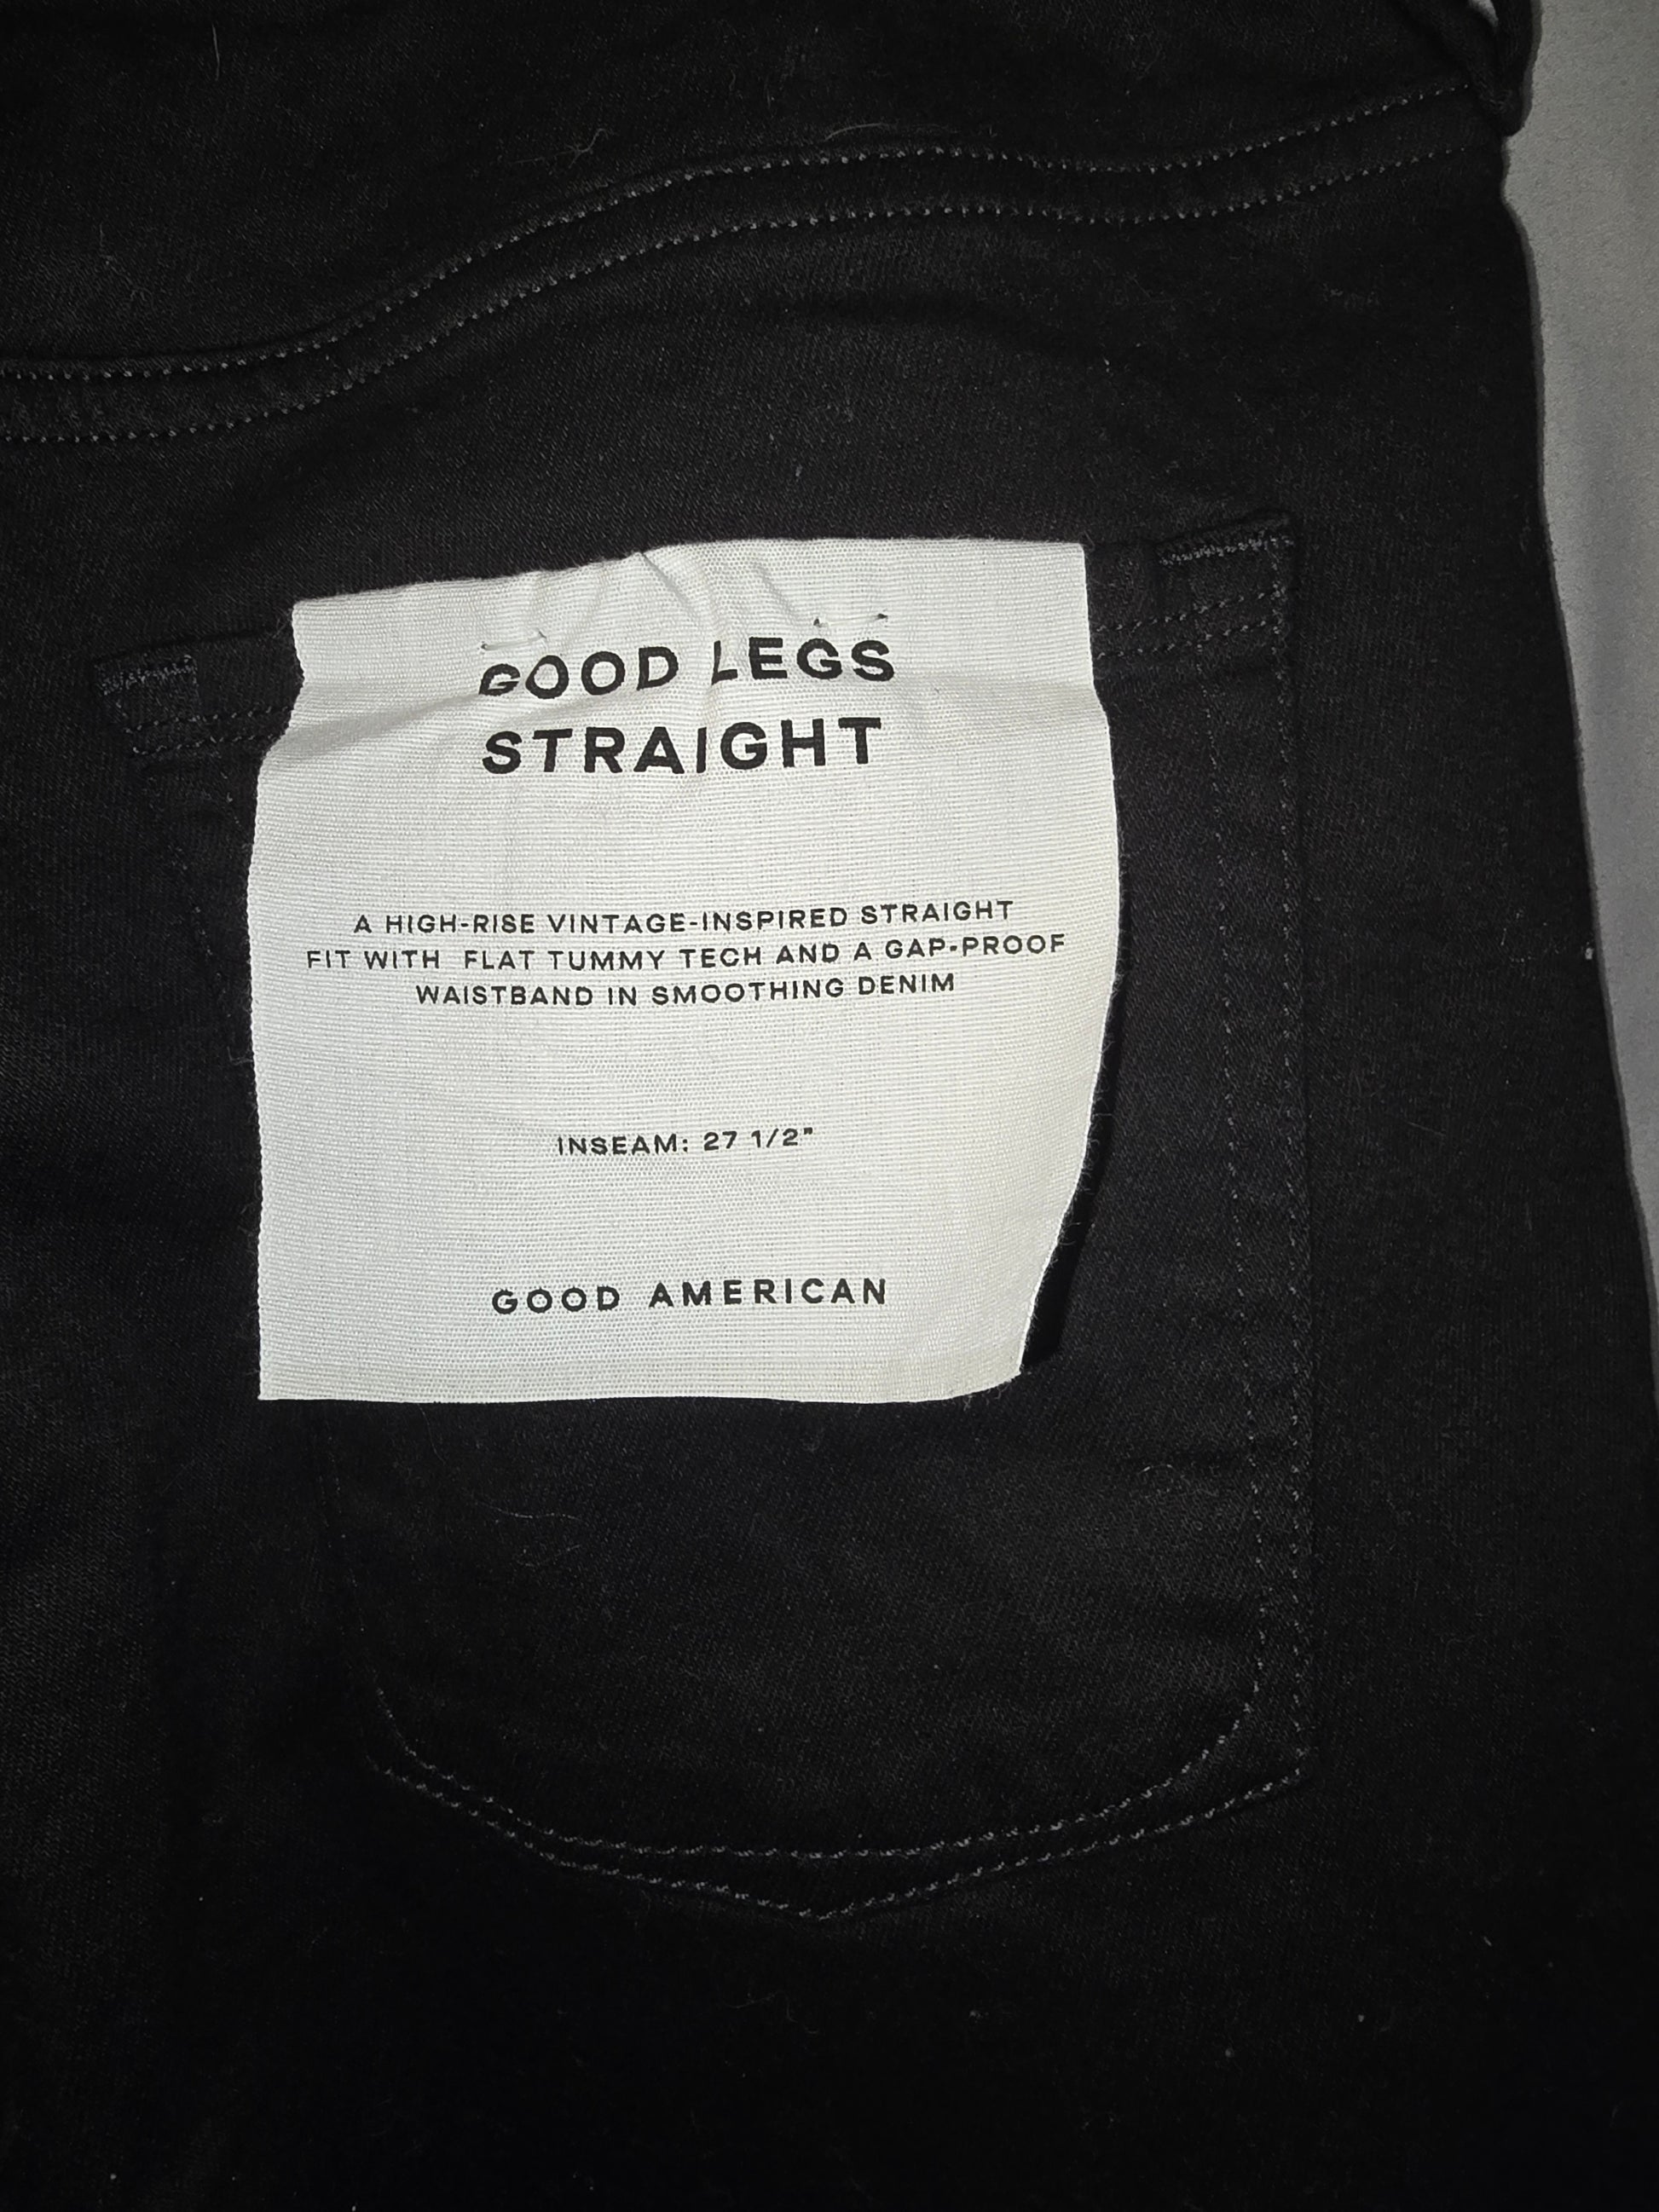 GOOD LEGS
STRAIGHT
A HIGH-RISE VINTAGE-INSPIRED STRAIGHT
FIT WITH FLAT TUMMY TECH AND A GAP-PROOF
WAISTBAND IN SMOOTHING DENIM
INSEAM: 27 1/2"
GOOD AMERICAN